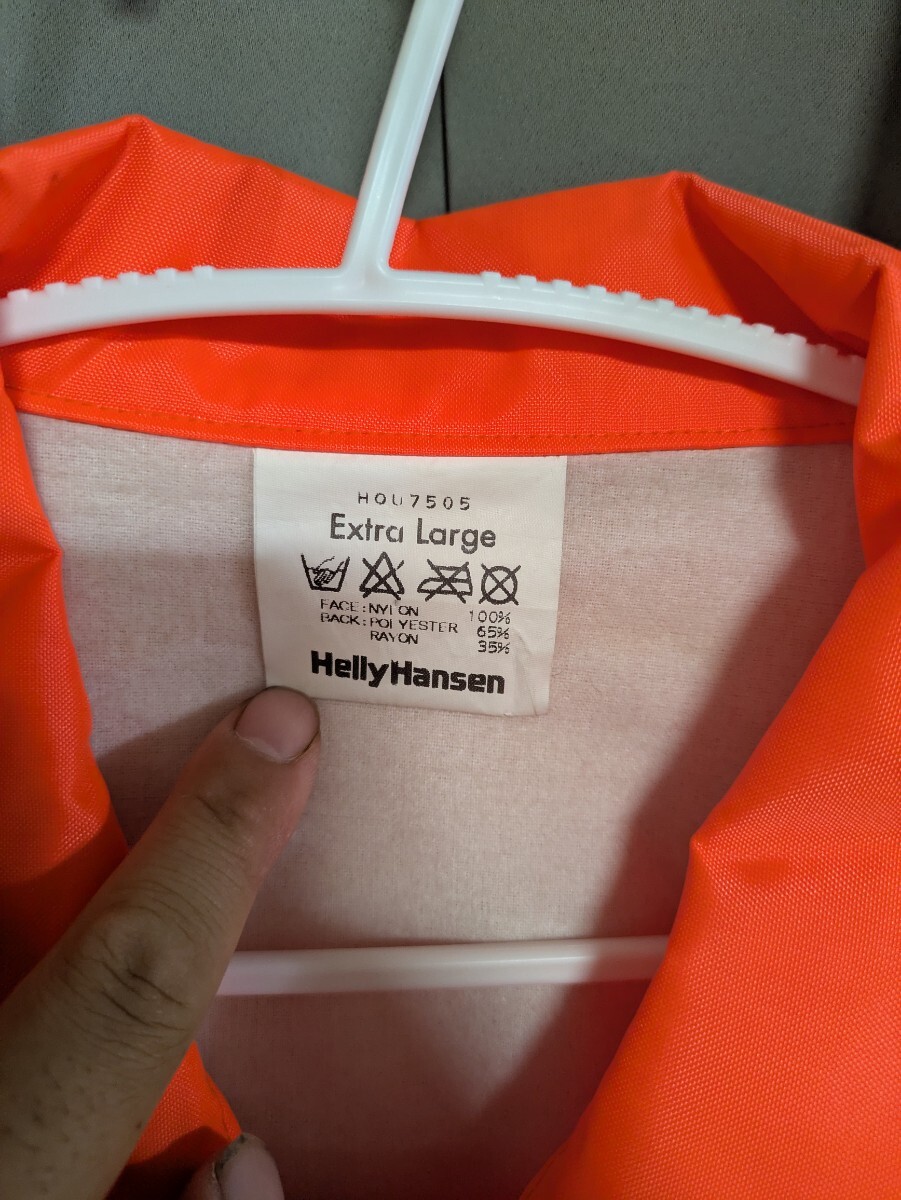 HOU7505
Extra Large
FACE:NYLON 100%
BACK:POLYESTER 65%
RAYON 35%
HellyHansen